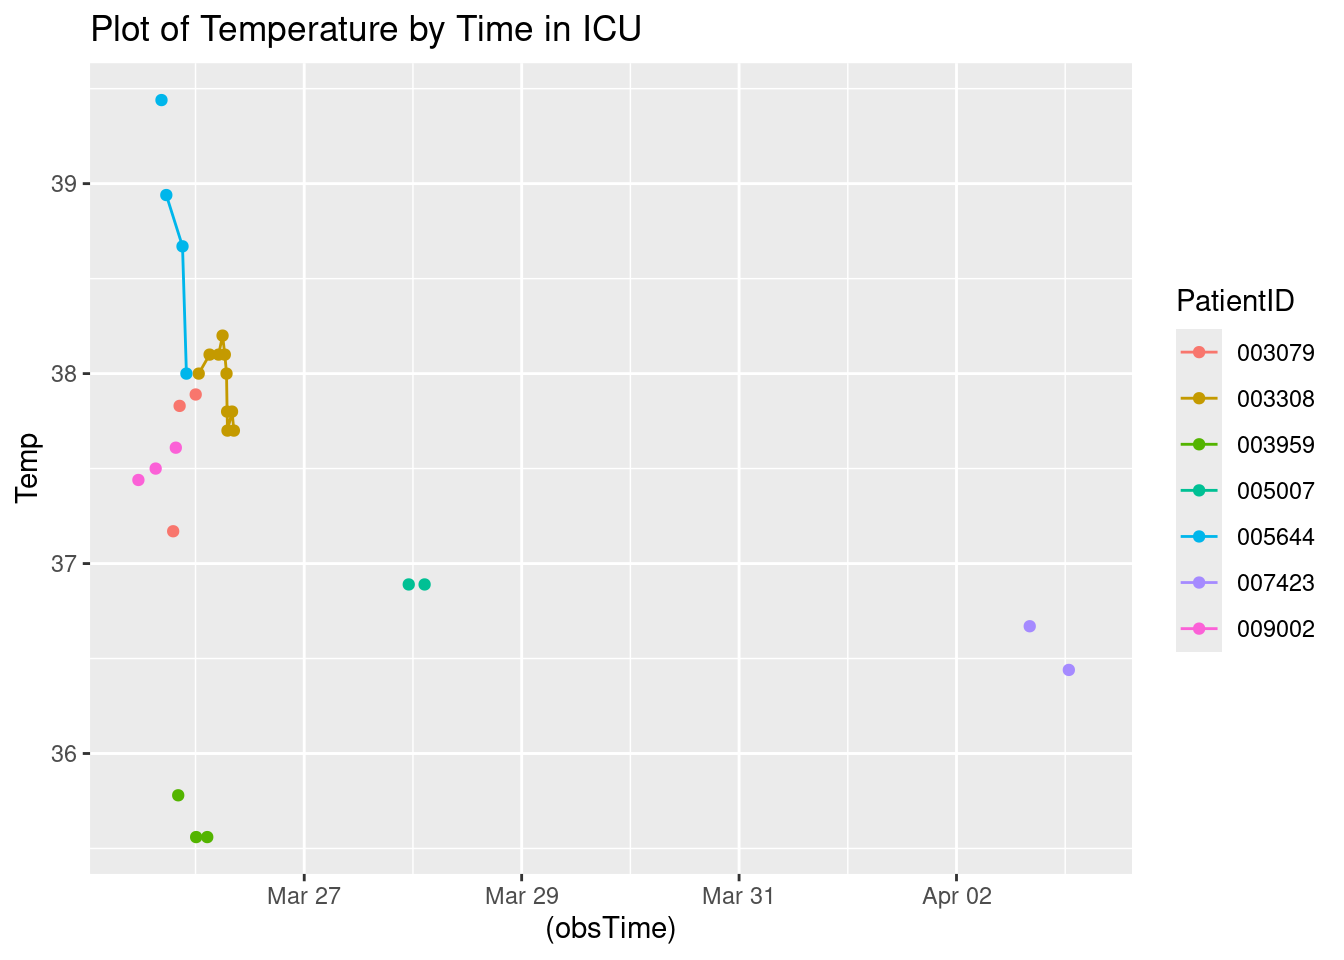 Plot of Temperature by Time in ICU
39
38
37
36
Temp
Mar 27
Mar 29
Mar 31
Apr 02
(obsTime)
PatientID
003079
003308
003959
005007
005644
007423
009002